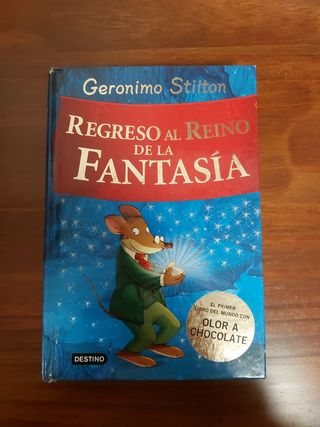 Geronimo Stilton
REGRESO AL REINO
DE LA
FANTASÍA
EL PRIMER
LIBRO DEL MUNDO CON
OLOR A
CHOCOLATE
DESTINO